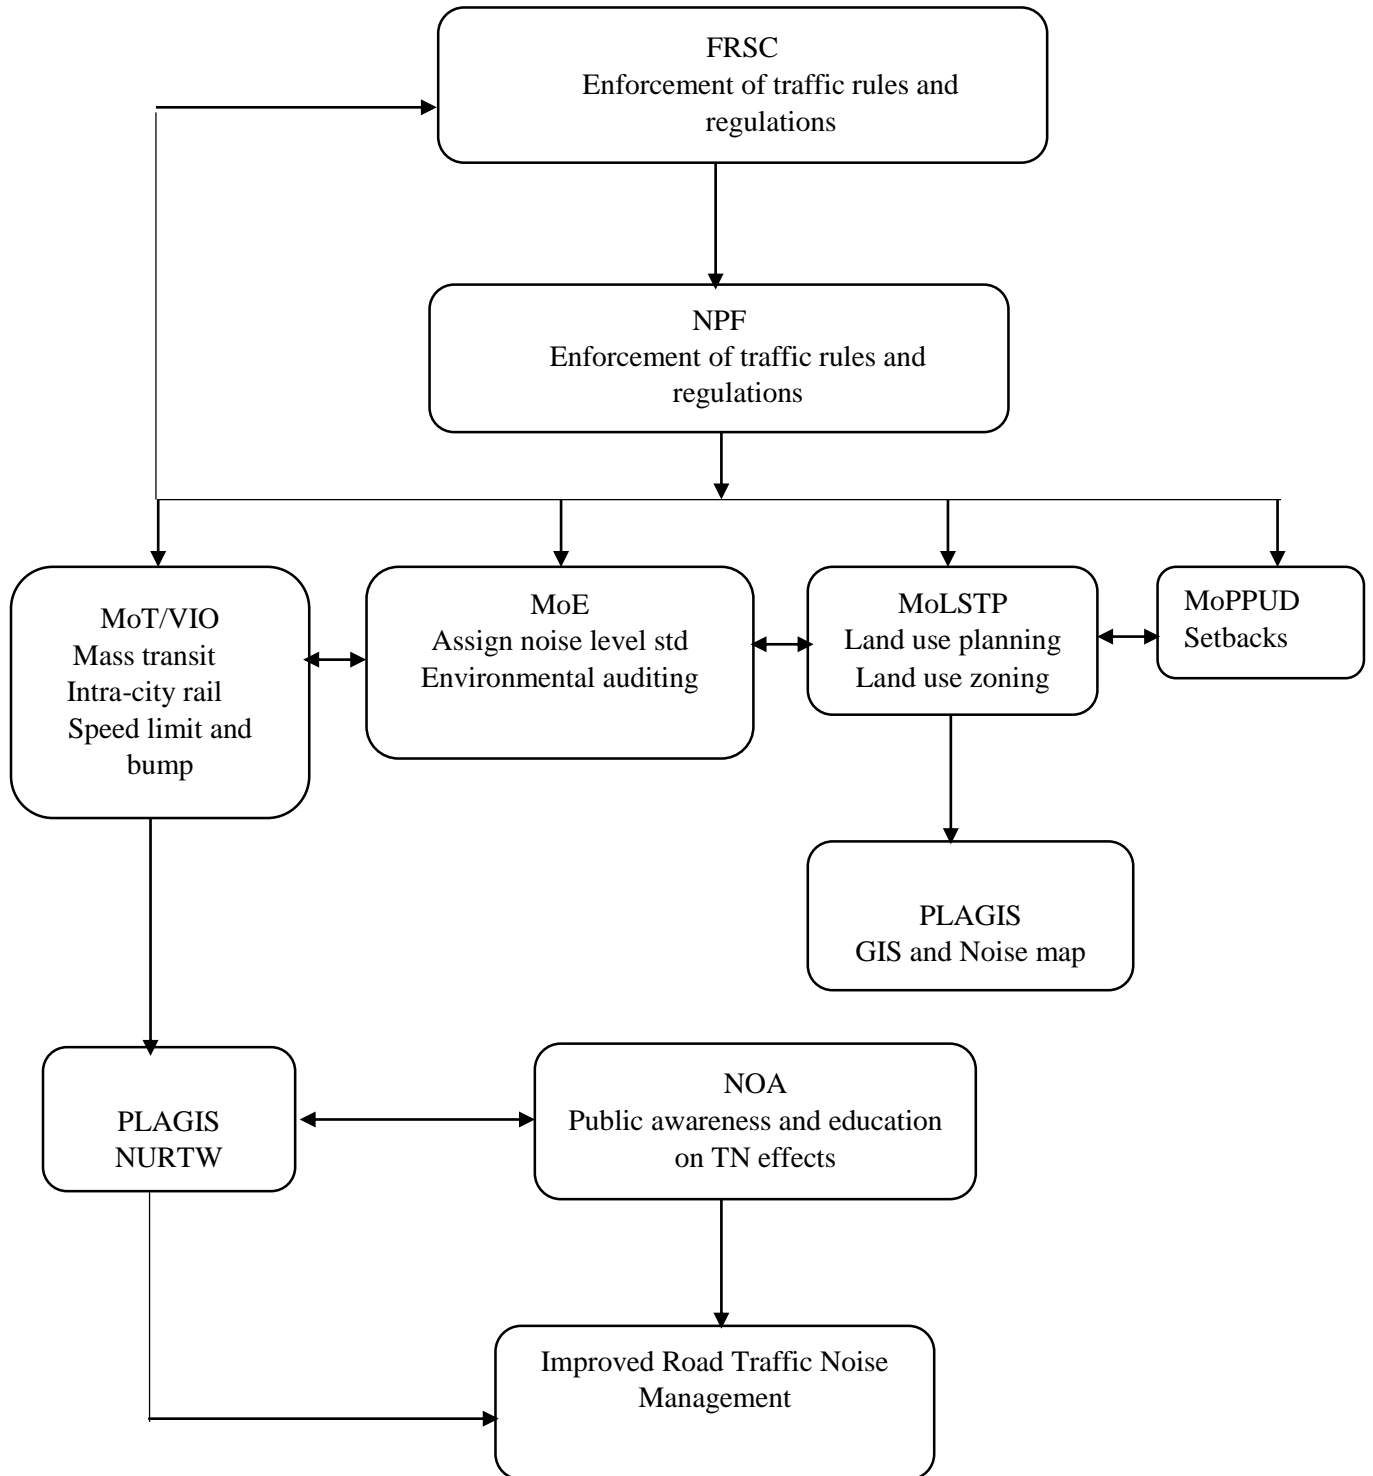 FRSC
Enforcement of traffic rules and
regulations
NPF
Enforcement of traffic rules and
regulations
MoT/VIO
Mass transit
Intra-city rail
Speed limit and
bump
MoE
Assign noise level std
Environmental auditing
MoLSTP
Land use planning
Land use zoning
MoPPUD
Setbacks
PLAGIS
GIS and Noise map
PLAGIS
NURTW
NOA
Public awareness and education
on TN effects
Improved Road Traffic Noise
Management